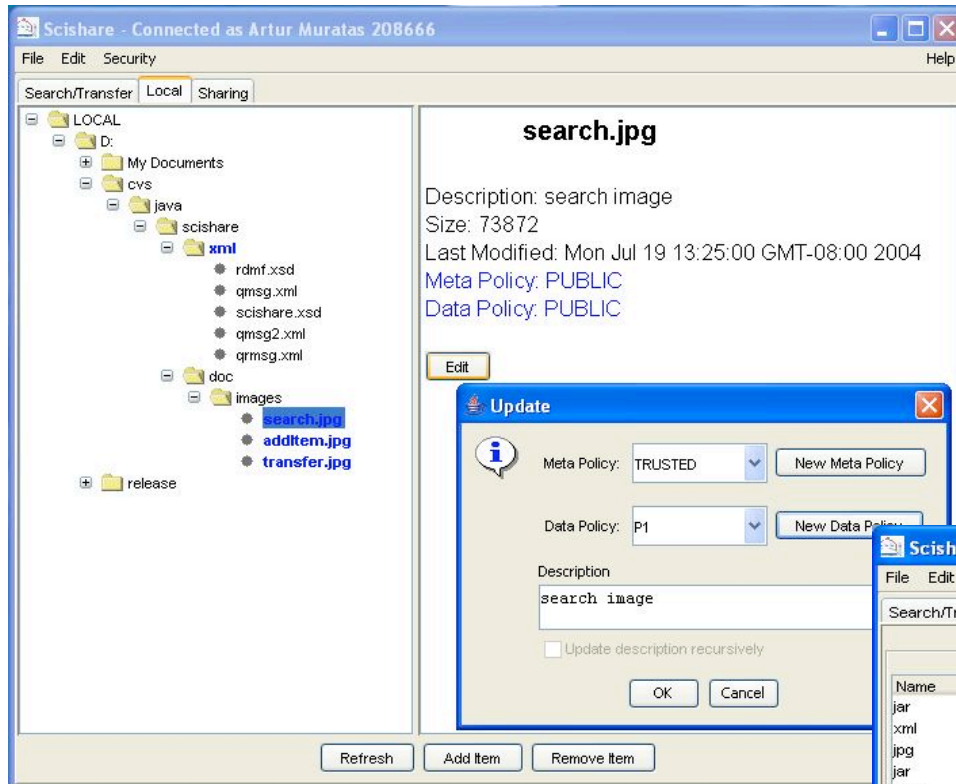 Scishare - Connected as Artur Muratas 208666
File Edit Security Help
Search/Transfer Local Sharing
LOCAL
D:
My Documents
cvs
java
scishare
xml
rdmf.xsd
qmsg.xml
scishare.xsd
qmsg2.xml
qrmsg.xml
doc
images
search.jpg
addItem.jpg
transfer.jpg
release
search.jpg
Description: search image
Size: 73872
Last Modified: Mon Jul 19 13:25:00 GMT-08:00 2004
Meta Policy: PUBLIC
Data Policy: PUBLIC
Edit
Update
Meta Policy: TRUSTED New Meta Policy
Data Policy: P1 New Data Policy
Description
search image
Update description recursively
OK Cancel
Scish
File Edit
Search/Tr
Name
jar
xml
jpg
jar
Refresh Add Item Remove Item